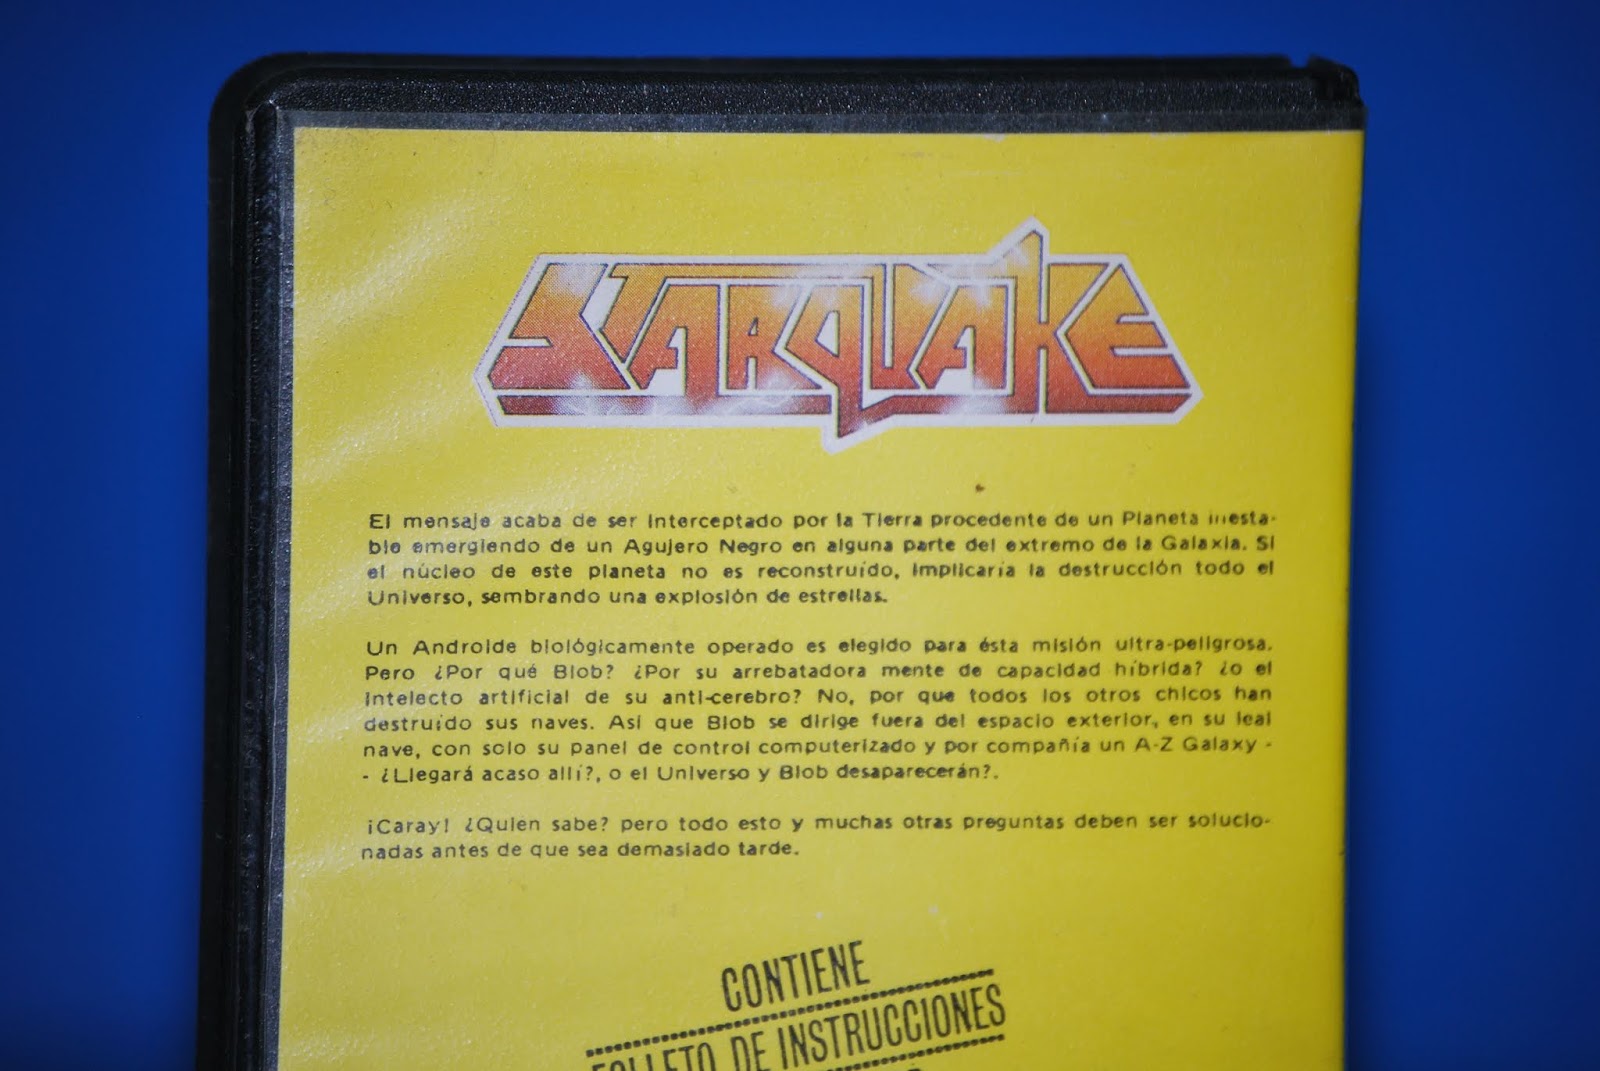 STARQUAKE
El mensaje acaba de ser interceptado por la Tierra procedente de un Planeta inesta-
ble emergiendo de un Agujero Negro en alguna parte del extremo de la Galaxia. Si
el núcleo de este planeta no es reconstruído, implicaría la destrucción todo el
Universo, sembrando una explosión de estrellas.
Un Androide biológicamente operado es elegido para ésta misión ultra-peligrosa.
Pero ¿Por qué Blob? ¿Por su arrebatadora mente de capacidad híbrida? ¿o el
intelecto artificial de su anti-cerebro? No, por que todos los otros chicos han
destruído sus naves. Asi que Blob se dirige fuera del espacio exterior, en su leal
nave, con solo su panel de control computerizado y por compañía un A-Z Galaxy -
- ¿Llegará acaso allí?, o el Universo y Blob desaparecerán?.
¡Caray! ¿Quien sabe? pero todo esto y muchas otras preguntas deben ser solucio-
nadas antes de que sea demasiado tarde.
CONTIENE
FOLLETO DE INSTRUCCIONES